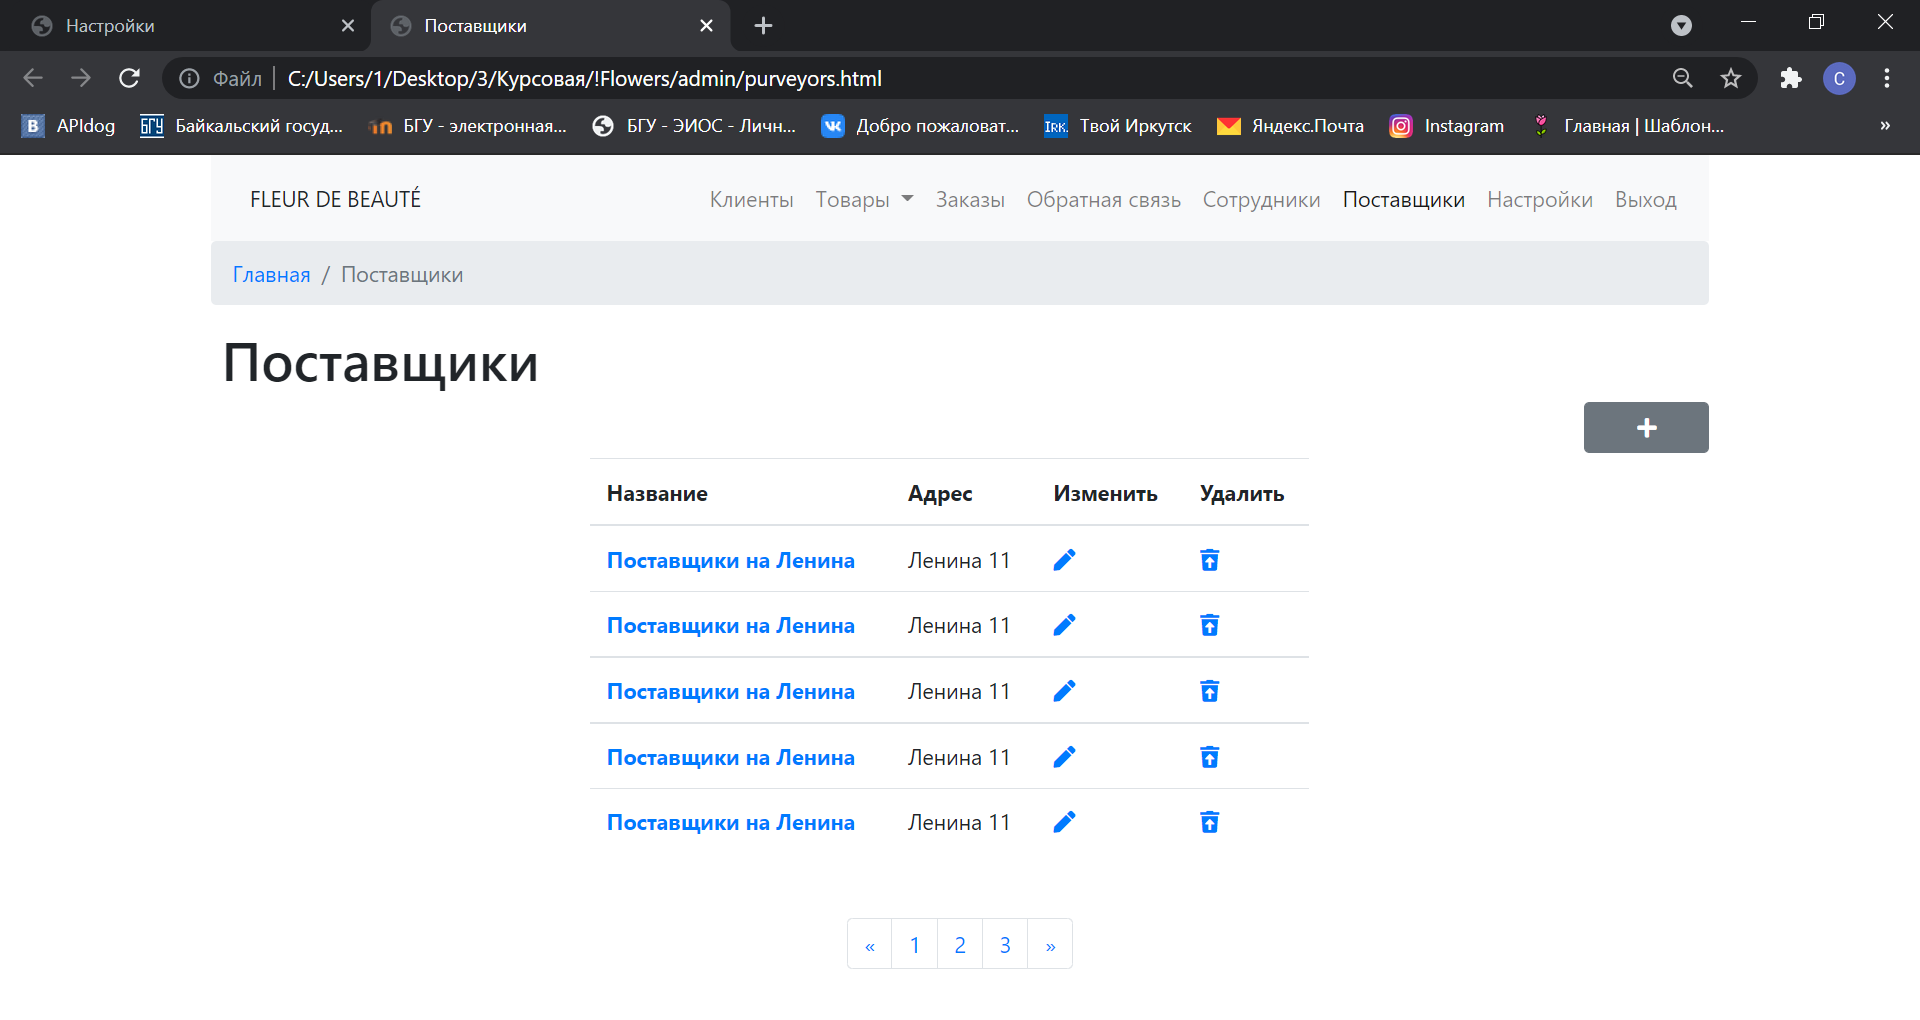 Настройки
Поставщики
Файл
C:/Users/1/Desktop/3/Курсовая/!Flowers/admin/purveyors.html
C
B APIdog
БГУ Байкальский госуд...
БГУ - электронная...
БГУ - ЭИОС - Личн...
Добро пожаловат...
IRK. Твой Иркутск
Яндекс.Почта
Instagram
Главная | Шаблон...
»
FLEUR DE BEAUTÉ
Клиенты Товары Заказы Обратная связь Сотрудники Поставщики Настройки Выход
Главная / Поставщики
Поставщики
+
Название Адрес Изменить Удалить
Поставщики на Ленина Ленина 11
Поставщики на Ленина Ленина 11
Поставщики на Ленина Ленина 11
Поставщики на Ленина Ленина 11
Поставщики на Ленина Ленина 11
« 1 2 3 »